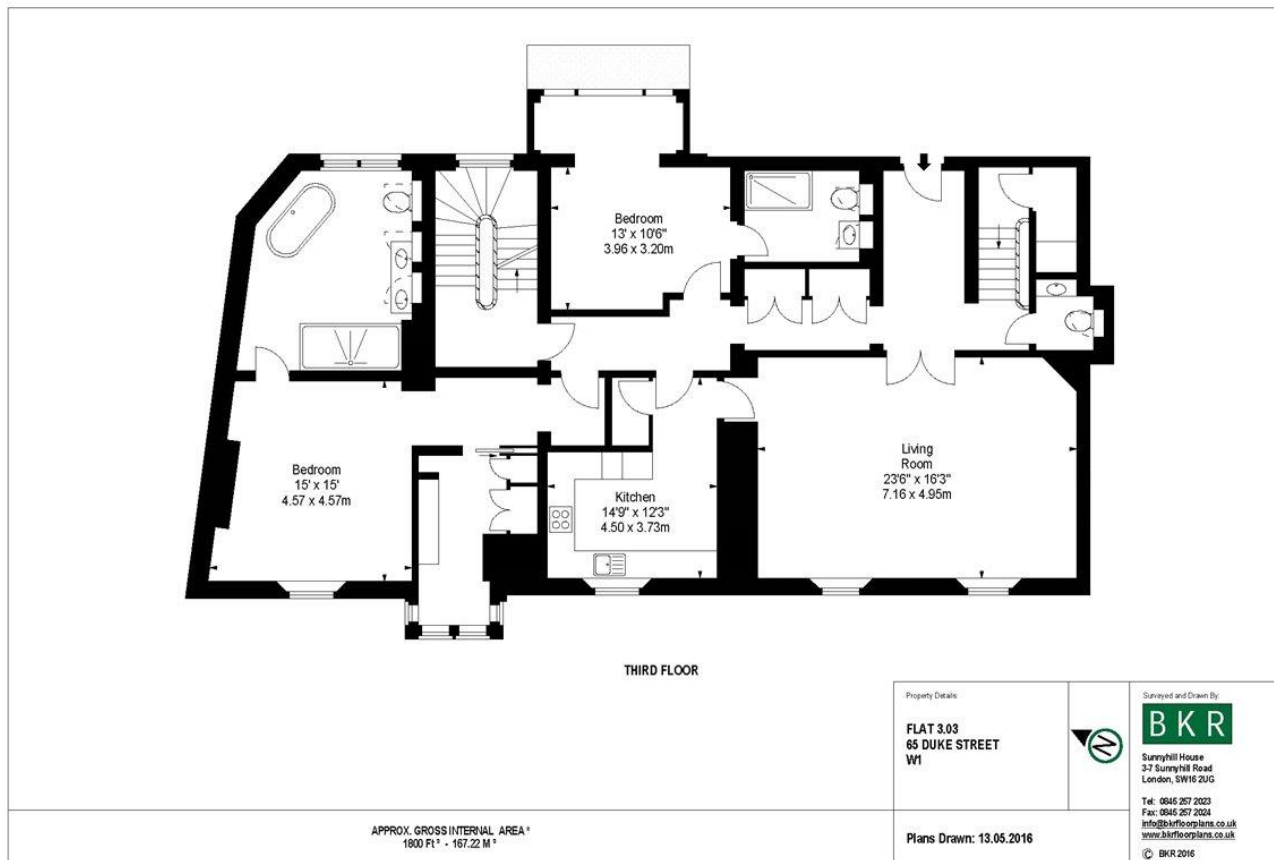 Bedroom
13' x 10'6"
3.96 x 3.20m
Bedroom
15' x 15'
4.57 x 4.57m
Kitchen
14'9" x 12'3"
4.50 x 3.73m
Living
Room
23'6" x 16'3"
7.16 x 4.95m
THIRD FLOOR
Property Details:
FLAT 3.03
65 DUKE STREET
W1
N
Surveyed and Drawn By:
BKR
Sunnyhill House
3-7 Sunnyhill Road
London, SW16 2UG
Tel: 0845 257 2023
Fax: 0845 257 2024
info@bkrfloorplans.co.uk
www.bkrfloorplans.co.uk
© BKR 2016
Plans Drawn: 13.05.2016
APPROX. GROSS INTERNAL AREA *
1800 Ft ² - 167.22 M ²